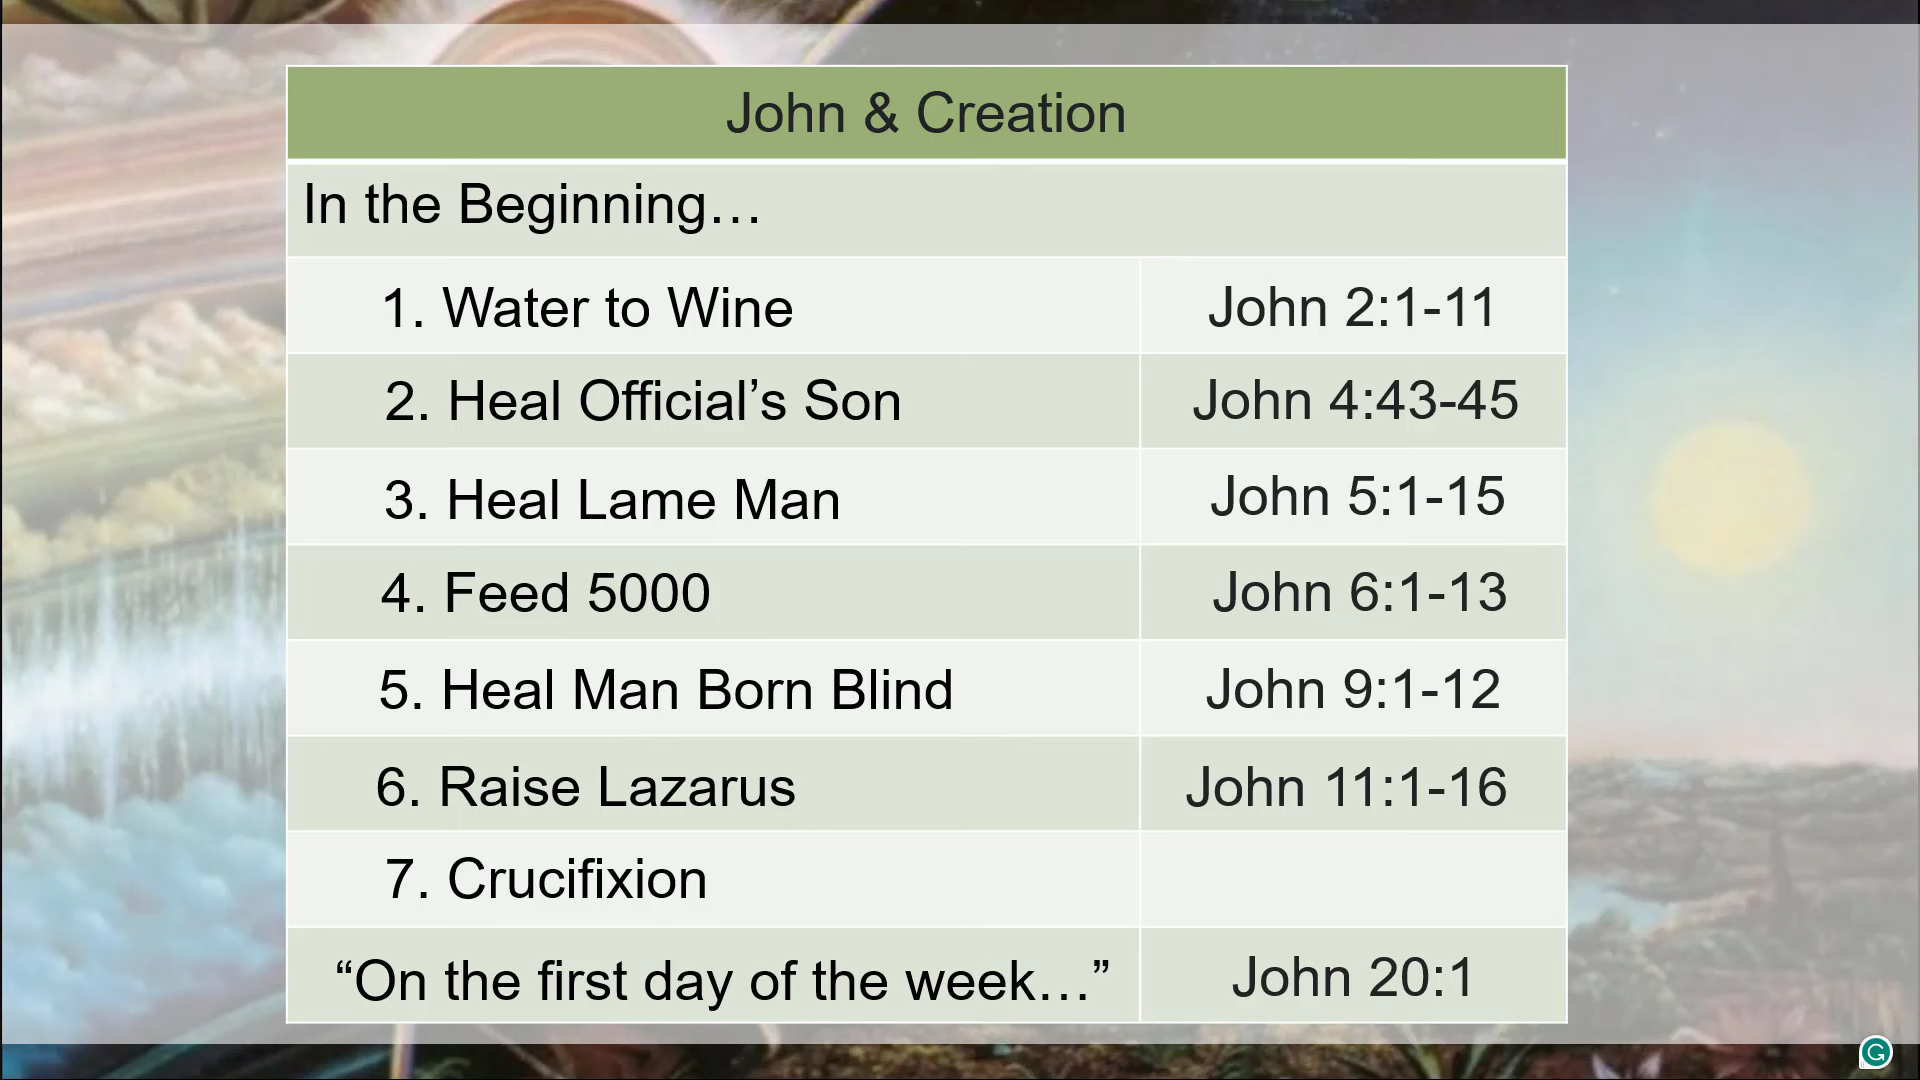 John & Creation
In the Beginning…
1. Water to Wine John 2:1-11
2. Heal Official’s Son John 4:43-45
3. Heal Lame Man John 5:1-15
4. Feed 5000 John 6:1-13
5. Heal Man Born Blind John 9:1-12
6. Raise Lazarus John 11:1-16
7. Crucifixion
“On the first day of the week…” John 20:1